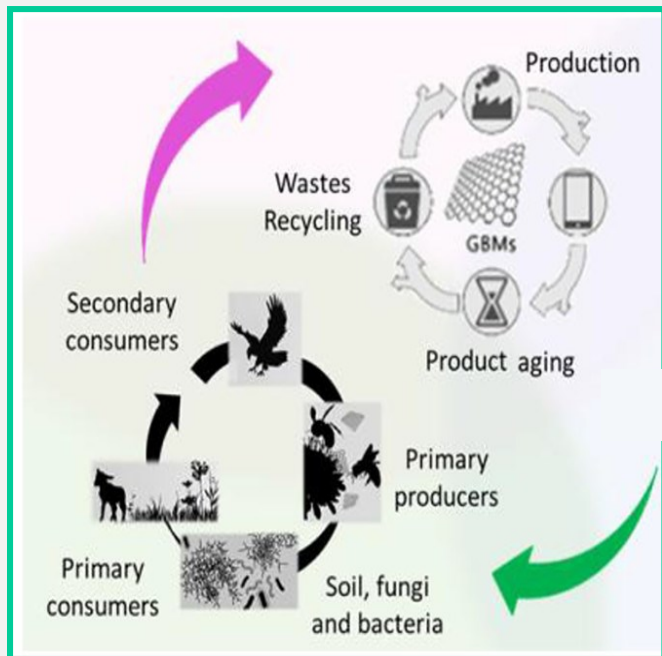 Production
Wastes
Recycling
GBMs
Product aging
Secondary
consumers
Primary
producers
Primary
consumers
Soil, fungi
and bacteria